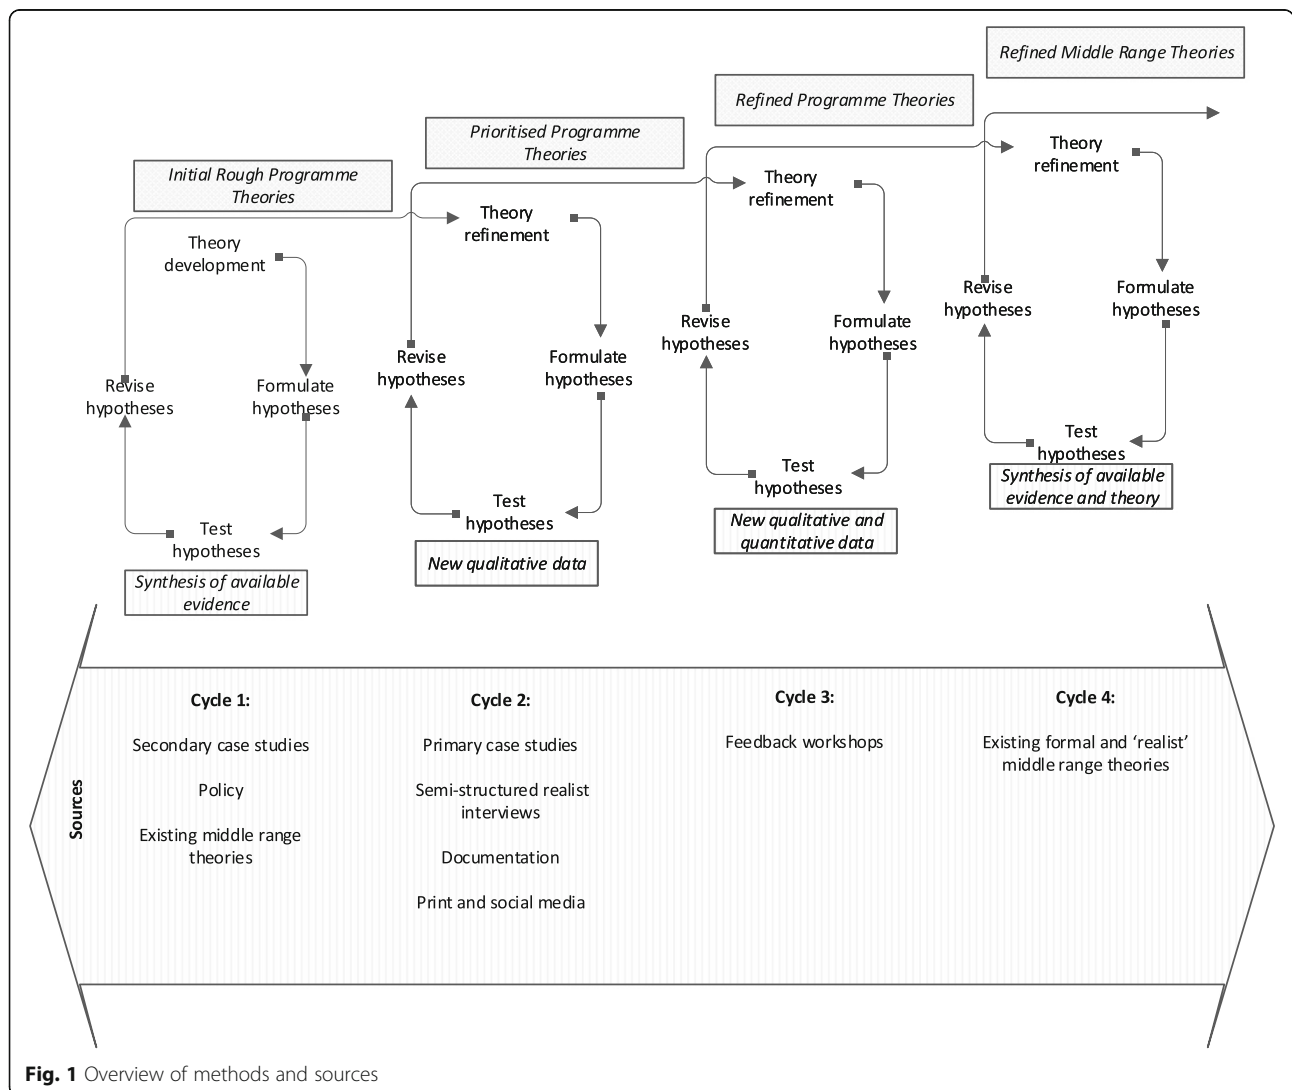 Refined Middle Range Theories
Refined Programme Theories
Prioritised Programme
Theories
Initial Rough Programme
Theories
Theory
development
Formulate
hypotheses
Test
hypotheses
Revise
hypotheses
Synthesis of available
evidence
Theory
refinement
Formulate
hypotheses
Test
hypotheses
Revise
hypotheses
New qualitative data
Theory
refinement
Formulate
hypotheses
Test
hypotheses
Revise
hypotheses
New qualitative and
quantitative data
Theory
refinement
Formulate
hypotheses
Test
hypotheses
Revise
hypotheses
Synthesis of available
evidence and theory
Sources
Cycle 1:
Secondary case studies
Policy
Existing middle range
theories
Cycle 2:
Primary case studies
Semi-structured realist
interviews
Documentation
Print and social media
Cycle 3:
Feedback workshops
Cycle 4:
Existing formal and ‘realist’
middle range theories
Fig. 1 Overview of methods and sources